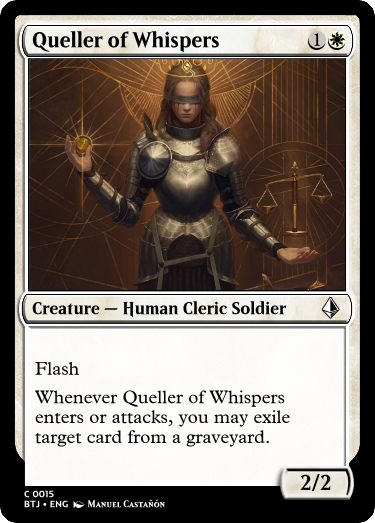 Queller of Whispers 1
Creature — Human Cleric Soldier
Flash
Whenever Queller of Whispers
enters or attacks, you may exile
target card from a graveyard.
2/2
C 0015
BTJ • ENG Manuel Castañón